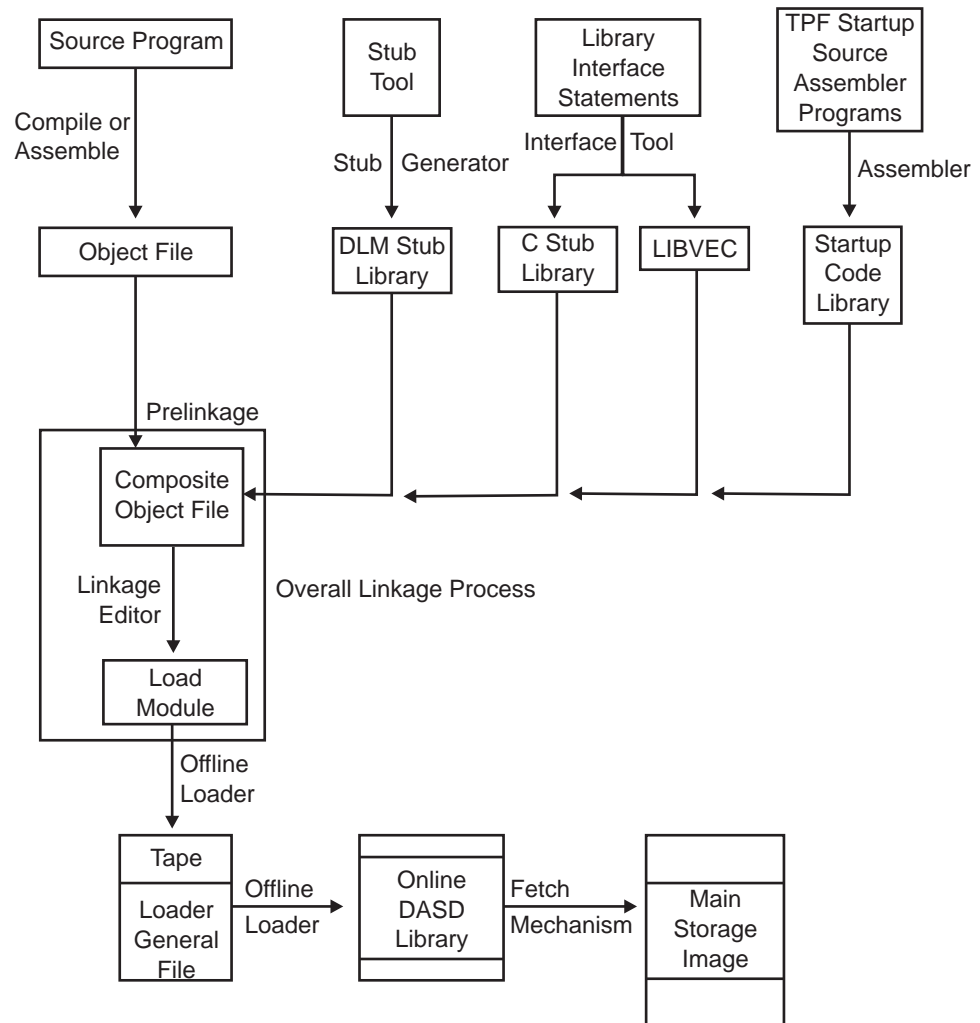 Source Program
Stub
Tool
Library
Interface
Statements
TPF Startup
Source
Assembler
Programs
Compile or
Assemble
Stub Generator
Interface Tool
Assembler
Object File
DLM Stub
Library
C Stub
Library
LIBVEC
Startup
Code
Library
Prelinkage
Composite
Object File
Linkage
Editor
Overall Linkage Process
Load
Module
Offline
Loader
Tape
Loader
General
File
Offline
Loader
Online
DASD
Library
Fetch
Mechanism
Main
Storage
Image